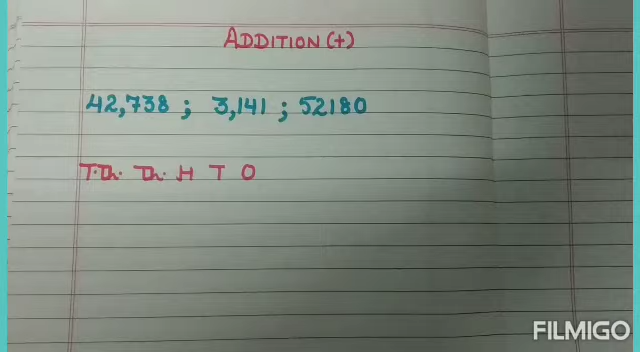 ADDITION (+)
42,738 ; 3,141 ; 52180
T.Th. Th. H T O
FILMIGO